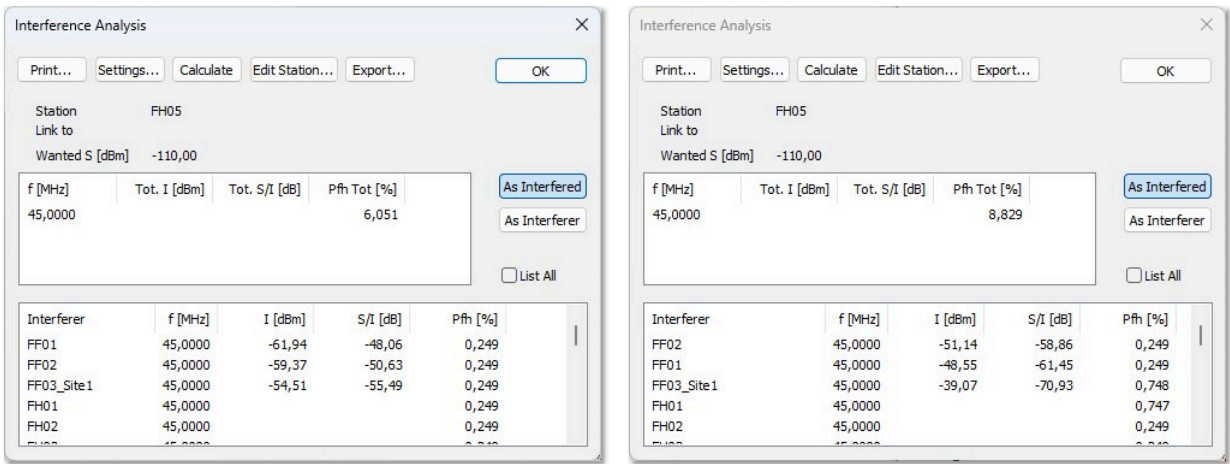 Interference Analysis
Print... Settings... Calculate Edit Station... Export... OK
Station FH05
Link to
Wanted S [dBm] -110,00
f [MHz] Tot. I [dBm] Tot. S/I [dB] Pfh Tot [%] As Interfered
45,0000 6,051 As Interferer
List All
Interferer f [MHz] I [dBm] S/I [dB] Pfh [%]
FF01 45,0000 -61,94 -48,06 0,249
FF02 45,0000 -59,37 -50,63 0,249
FF03_Site1 45,0000 -54,51 -55,49 0,249
FH01 45,0000 0,249
FH02 45,0000 0,249
Interference Analysis
Print... Settings... Calculate Edit Station... Export... OK
Station FH05
Link to
Wanted S [dBm] -110,00
f [MHz] Tot. I [dBm] Tot. S/I [dB] Pfh Tot [%] As Interfered
45,0000 8,829 As Interferer
List All
Interferer f [MHz] I [dBm] S/I [dB] Pfh [%]
FF02 45,0000 -51,14 -58,86 0,249
FF01 45,0000 -48,55 -61,45 0,249
FF03_Site1 45,0000 -39,07 -70,93 0,748
FH01 45,0000 0,747
FH02 45,0000 0,249